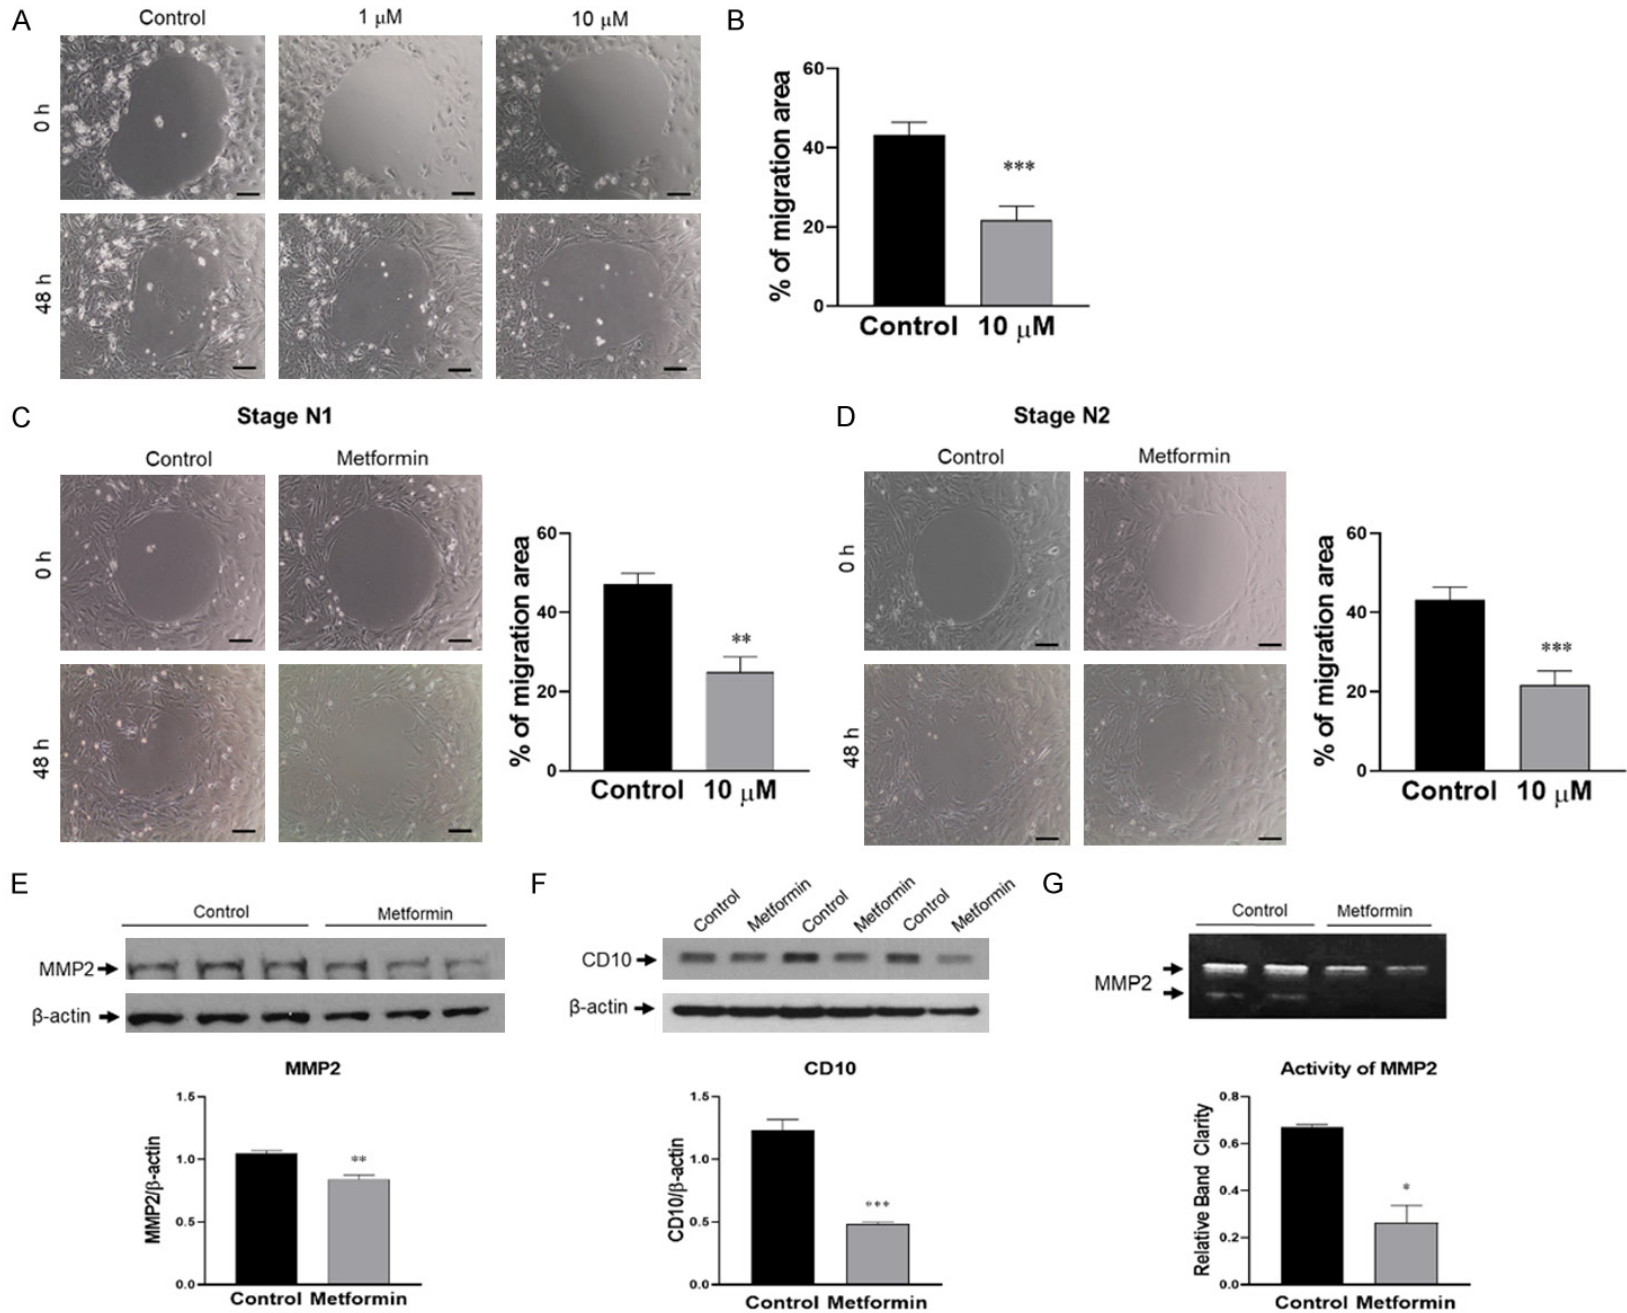 A
Control
1 μM
10 μM
0 h
48 h
B
% of migration area
60
40
20
0
***
Control 10 μM
C
Stage N1
Control
Metformin
0 h
48 h
% of migration area
60
40
20
0
**
Control 10 μM
D
Stage N2
Control
Metformin
0 h
48 h
% of migration area
60
40
20
0
***
Control 10 μM
E
Control
Metformin
MMP2
β-actin
MMP2
MMP2/β-actin
1.5
1.0
0.5
0.0
**
Control Metformin
F
Control
Metformin
Control
Metformin
Control
Metformin
CD10
β-actin
CD10
CD10/β-actin
1.5
1.0
0.5
0.0
***
Control Metformin
G
Control
Metformin
MMP2
Activity of MMP2
Relative Band Clarity
0.8
0.6
0.4
0.2
0.0
*
Control Metformin